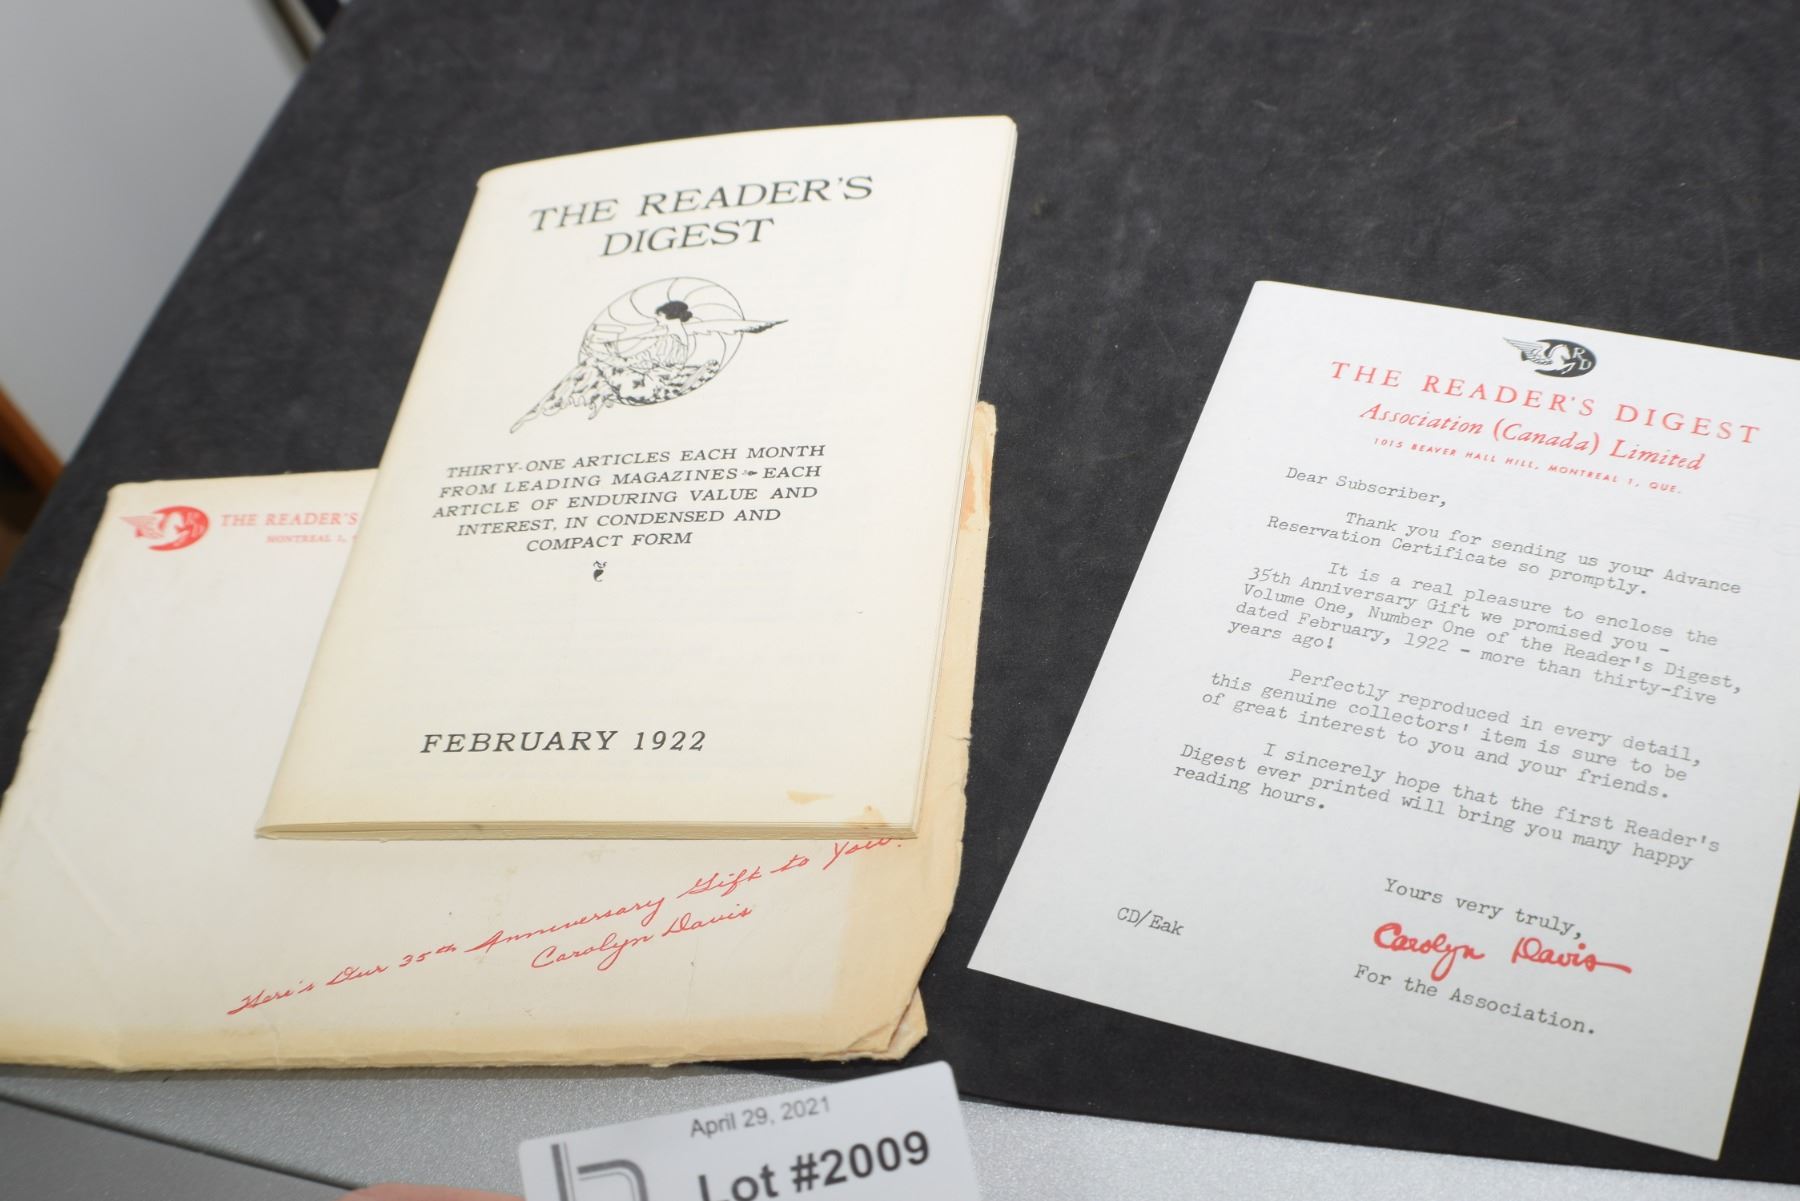 THE READER'S
DIGEST
THIRTY-ONE ARTICLES EACH MONTH
FROM LEADING MAGAZINES EACH
ARTICLE OF ENDURING VALUE AND
INTEREST, IN CONDENSED AND
COMPACT FORM
FEBRUARY 1922
RD
THE READER'S
MONTREAL 1,
Here's Our 35th Anniversary Gift to You!
Carolyn Davis
RD
THE READER'S DIGEST
Association (Canada) Limited
1015 BEAVER HALL HILL, MONTREAL 1, QUE.
Dear Subscriber,
Thank you for sending us your Advance
Reservation Certificate so promptly.
It is a real pleasure to enclose the
35th Anniversary Gift we promised you -
Volume One, Number One of the Reader's Digest,
dated February, 1922 - more than thirty-five
years ago!
Perfectly reproduced in every detail,
this genuine collectors' item is sure to be
of great interest to you and your friends.
I sincerely hope that the first Reader's
Digest ever printed will bring you many happy
reading hours.
Yours very truly,
Carolyn Davis
For the Association.
CD/Eak
April 29, 2021
Lot #2009